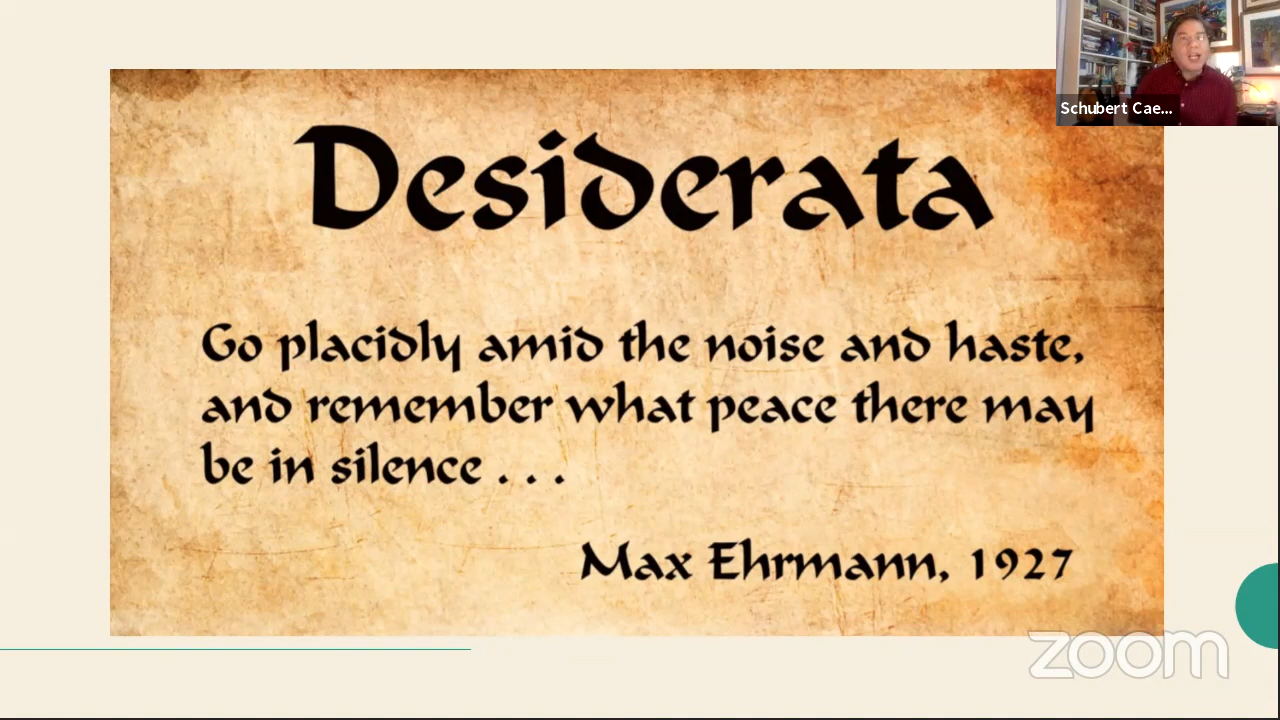 Schubert Cae...
Desiderata
Go placidly amid the noise and haste,
and remember what peace there may
be in silence . . .
Max Ehrmann, 1927
zoom